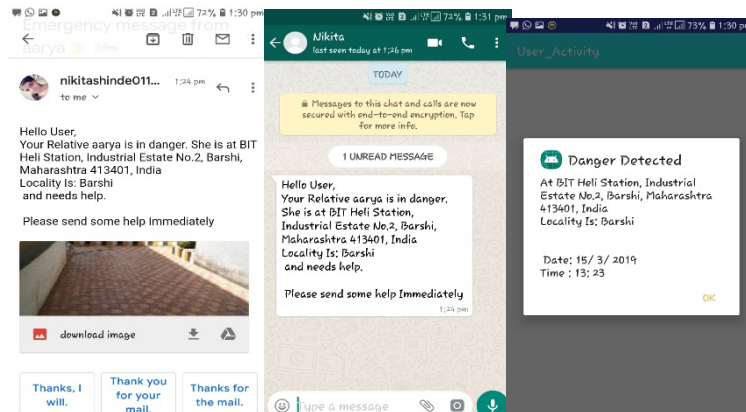 72% 1:30 pm
Emergency message from
aarya Inbox
nikitashinde011... 1:24 pm
to me
Hello User,
Your Relative aarya is in danger. She is at BIT
Heli Station, Industrial Estate No.2, Barshi,
Maharashtra 413401, India
Locality Is: Barshi
and needs help.
Please send some help Immediately
download image
Thanks, I
will.
Thank you
for your
mail.
Thanks for
the mail.
72% 1:31 pm
Nikita
last seen today at 1:26 pm
TODAY
Messages to this chat and calls are now
secured with end-to-end encryption. Tap
for more info.
1 UNREAD MESSAGE
Hello User,
Your Relative aarya is in danger.
She is at BIT Heli Station,
Industrial Estate No.2, Barshi,
Maharashtra 413401, India
Locality Is: Barshi
and needs help.
Please send some help Immediately
1:24 pm
Type a message
73% 1:30 pm
User_Activity
Danger Detected
At BIT Heli Station, Industrial
Estate No.2, Barshi, Maharashtra
413401, India
Locality Is: Barshi
Date: 15/ 3/ 2019
Time : 13: 23
OK